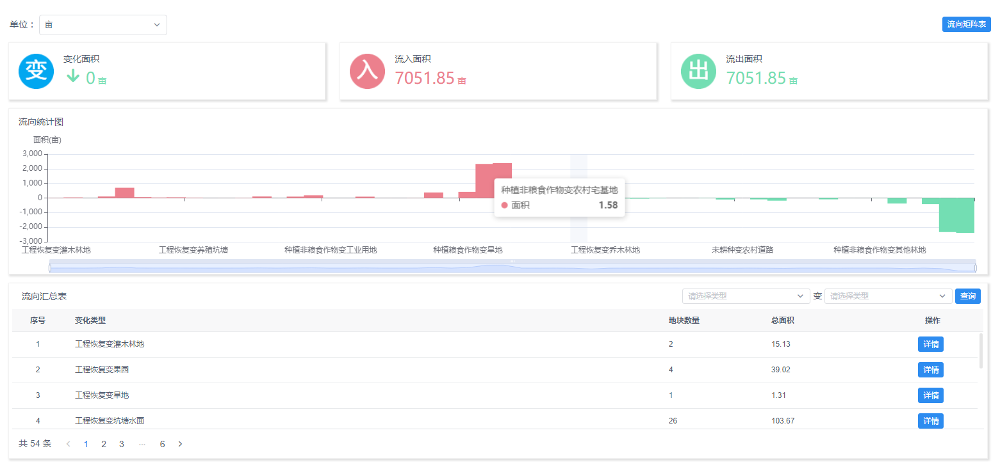 单位： 亩 流向矩阵表
变 变化面积 0 亩
入 流入面积 7051.85 亩
出 流出面积 7051.85 亩
流向统计图
面积(亩)
3,000
2,000
1,000
0
-1,000
-2,000
-3,000
种植非粮食作物变农村宅基地
面积 1.58
工程恢复变灌木林地 工程恢复变养殖坑塘 种植非粮食作物变工业用地 种植粮食作物变旱地 工程恢复变乔木林地 未耕种变农村道路 种植非粮食作物变其他林地
流向汇总表 请选择类型 变 请选择类型 查询
序号 变化类型 地块数量 总面积 操作
1 工程恢复变灌木林地 2 15.13 详情
2 工程恢复变果园 4 39.02 详情
3 工程恢复变旱地 1 1.31 详情
4 工程恢复变坑塘水面 26 103.67 详情
共 54 条 1 2 3 ··· 6